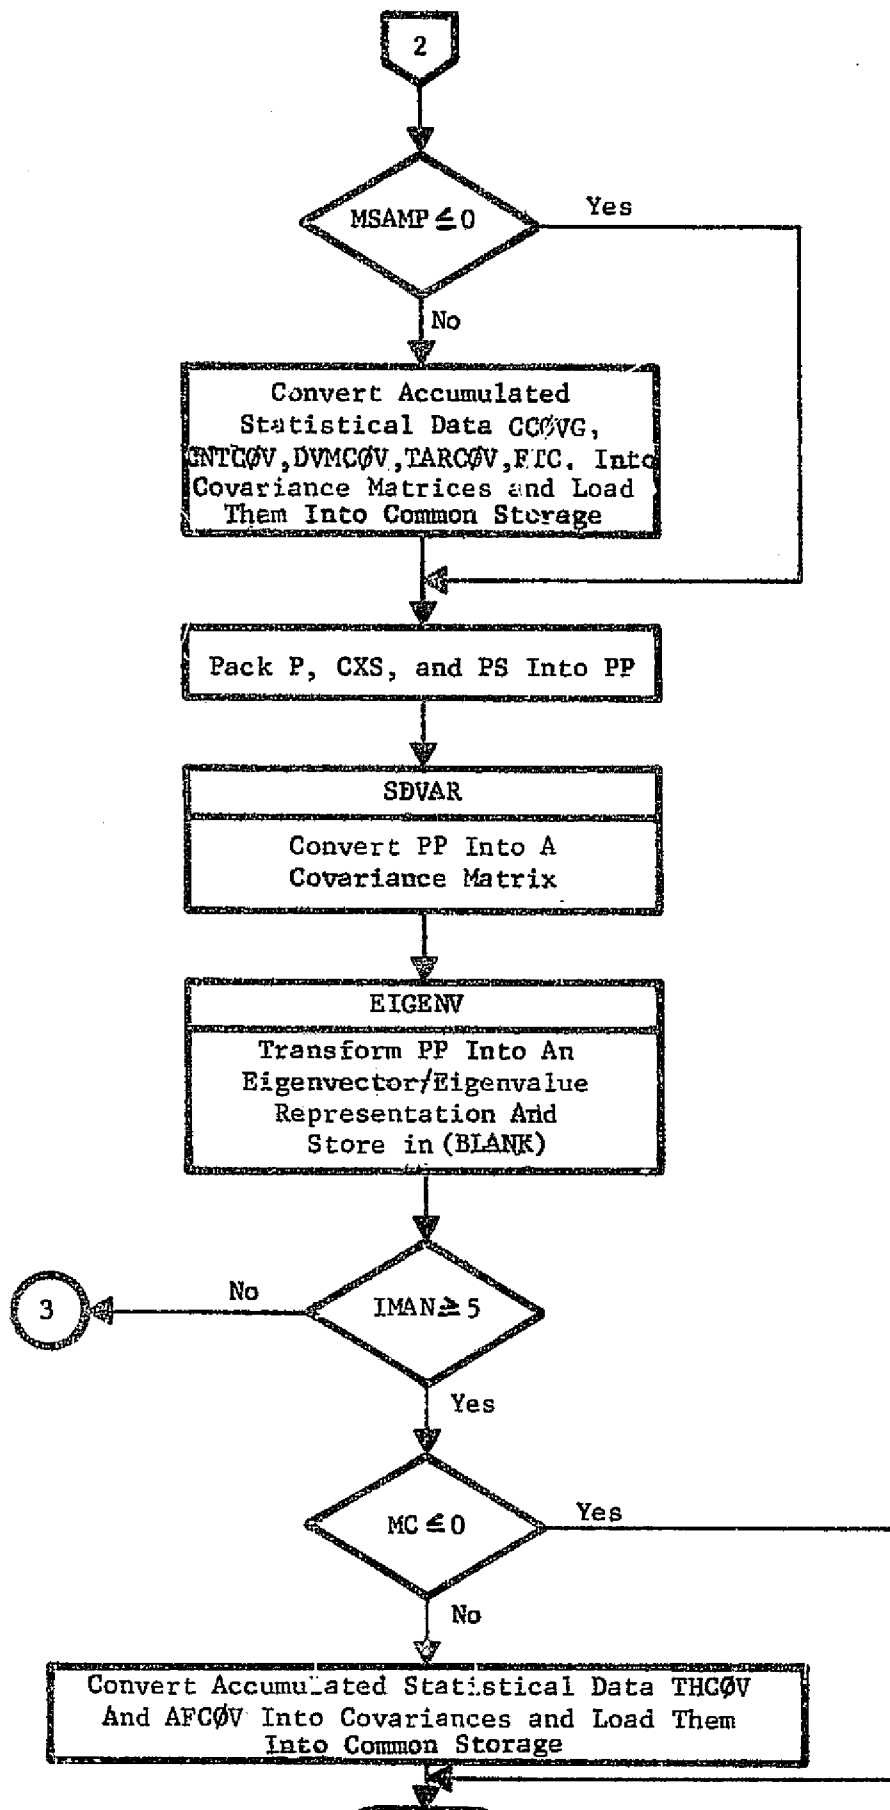 2
MSAMP ≤ 0
Yes
No
Convert Accumulated
Statistical Data CCØVG,
GNTCØV, DVMCØV, TARCØV, ETC. Into
Covariance Matrices and Load
Them Into Common Storage
Pack P, CXS, and PS Into PP
SDVAR
Convert PP Into A
Covariance Matrix
EIGENV
Transform PP Into An
Eigenvector/Eigenvalue
Representation And
Store in (BLANK)
No
IMAN ≥ 5
3
Yes
MC ≤ 0
Yes
No
Convert Accumulated Statistical Data THCØV
And AFCØV Into Covariances and Load Them
Into Common Storage